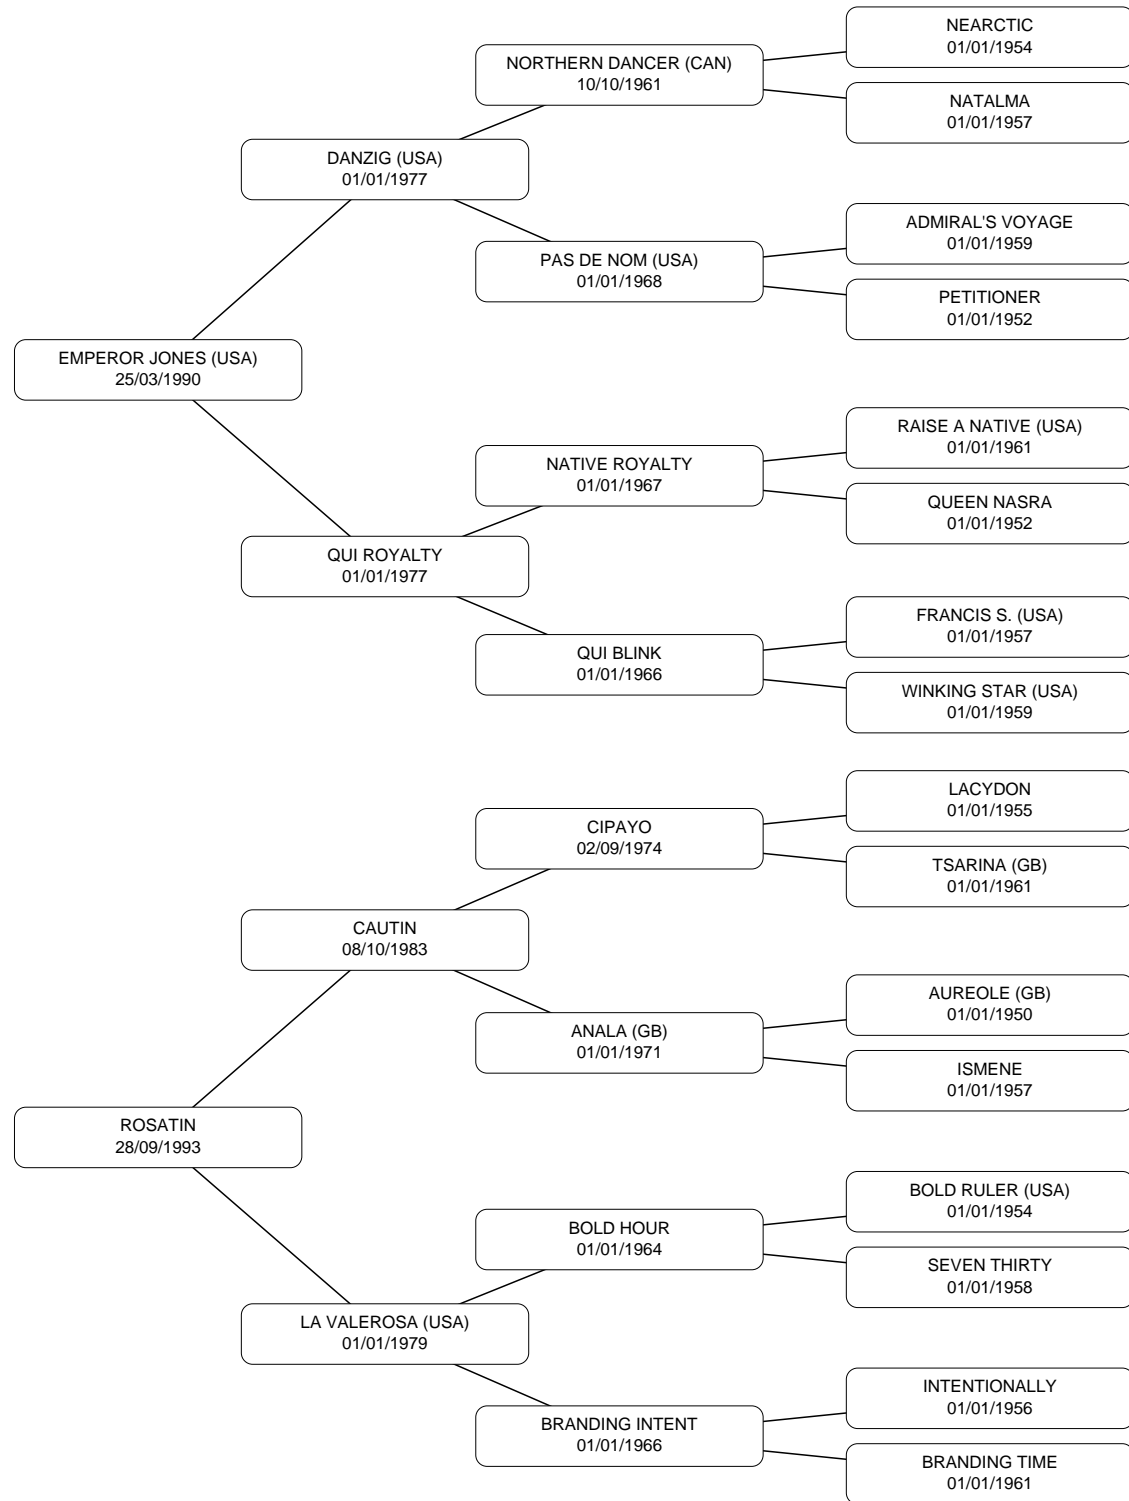 NEARCTIC
01/01/1954
NORTHERN DANCER (CAN)
10/10/1961
NATALMA
01/01/1957
DANZIG (USA)
01/01/1977
ADMIRAL'S VOYAGE
01/01/1959
PAS DE NOM (USA)
01/01/1968
PETITIONER
01/01/1952
EMPEROR JONES (USA)
25/03/1990
RAISE A NATIVE (USA)
01/01/1961
NATIVE ROYALTY
01/01/1967
QUEEN NASRA
01/01/1952
QUI ROYALTY
01/01/1977
FRANCIS S. (USA)
01/01/1957
QUI BLINK
01/01/1966
WINKING STAR (USA)
01/01/1959
LACYDON
01/01/1955
CIPAYO
02/09/1974
TSARINA (GB)
01/01/1961
CAUTIN
08/10/1983
AUREOLE (GB)
01/01/1950
ANALA (GB)
01/01/1971
ISMENE
01/01/1957
ROSATIN
28/09/1993
BOLD RULER (USA)
01/01/1954
BOLD HOUR
01/01/1964
SEVEN THIRTY
01/01/1958
LA VALEROSA (USA)
01/01/1979
INTENTIONALLY
01/01/1956
BRANDING INTENT
01/01/1966
BRANDING TIME
01/01/1961